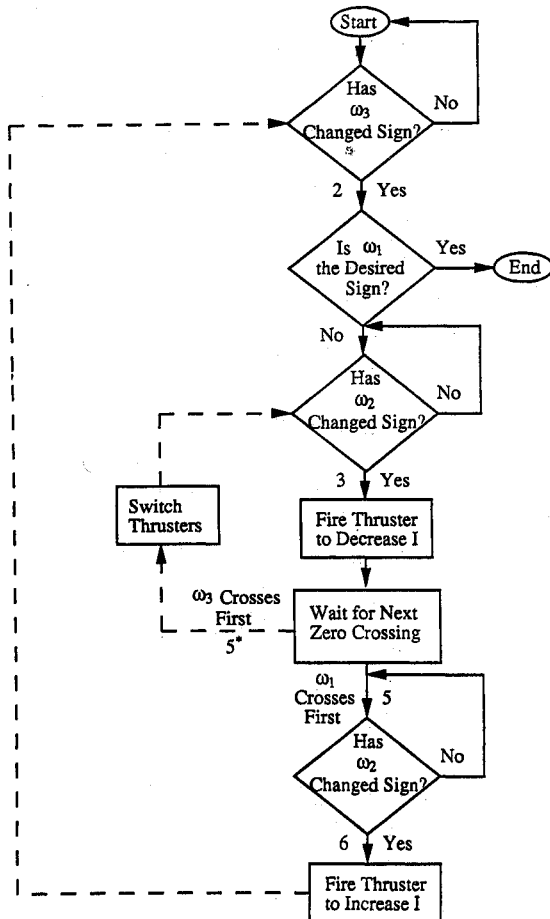 Start
Has
ω3
Changed Sign?
No
2 Yes
Is ω1
the Desired
Sign?
Yes
End
No
Has
ω2
Changed Sign?
No
3 Yes
Switch
Thrusters
Fire Thruster
to Decrease I
ω3 Crosses
First
5*
Wait for Next
Zero Crossing
ω1
Crosses
First
5
Has
ω2
Changed Sign?
No
6 Yes
Fire Thruster
to Increase I